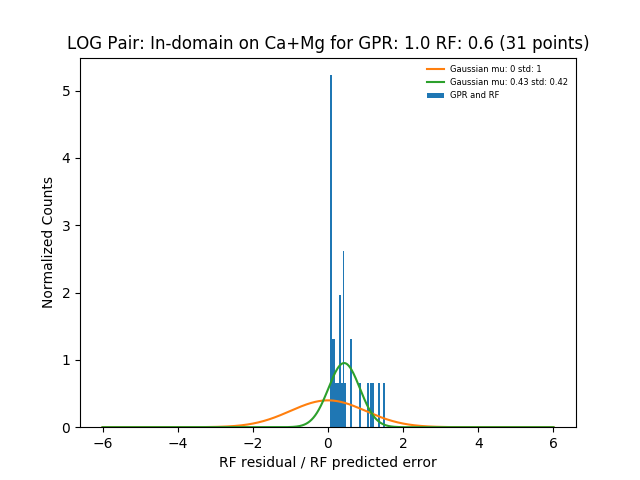 LOG Pair: In-domain on Ca+Mg for GPR: 1.0 RF: 0.6 (31 points)
Gaussian mu: 0 std: 1
Gaussian mu: 0.43 std: 0.42
GPR and RF
Normalized Counts
5
4
3
2
1
0
−6 −4 −2 0 2 4 6
RF residual / RF predicted error